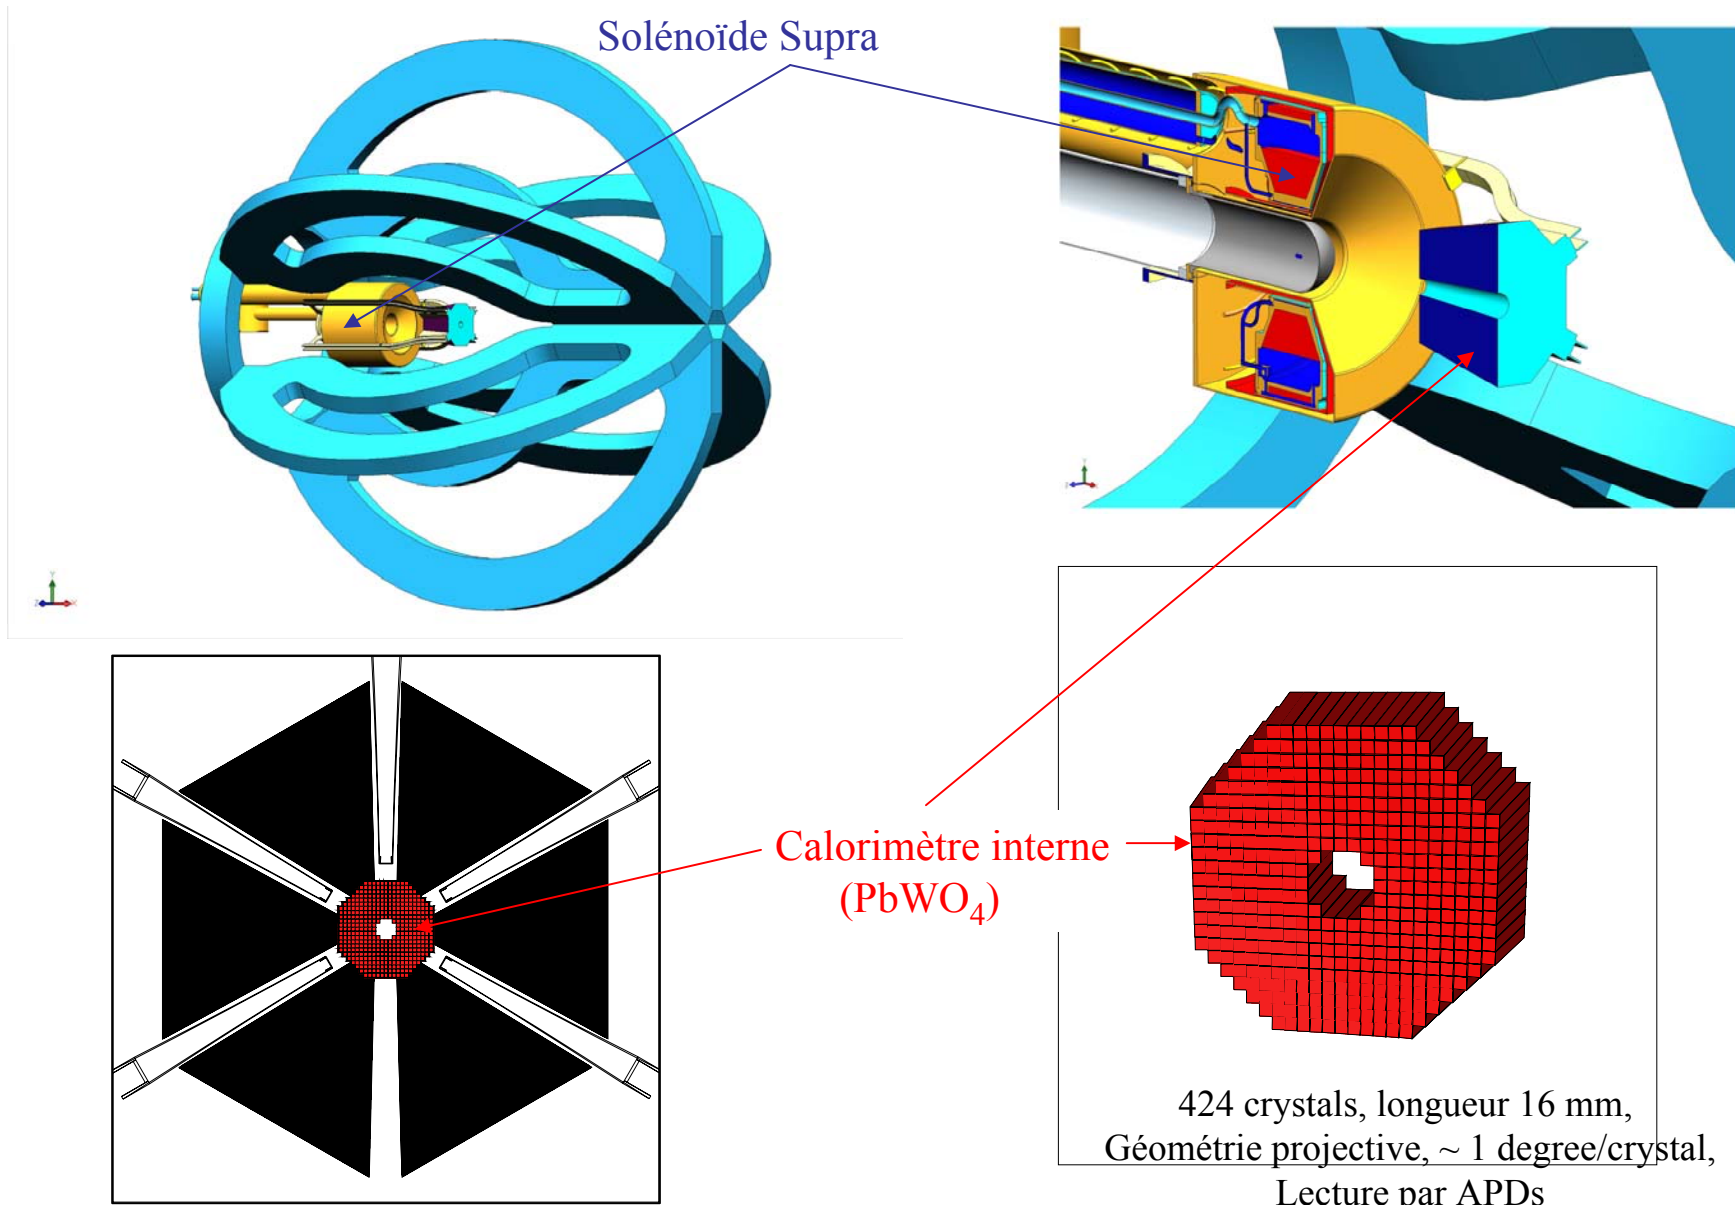 Solénoïde Supra
Calorimètre interne
(PbWO4)
424 crystals, longueur 16 mm,
Géométrie projective, ~ 1 degree/crystal,
Lecture par APDs